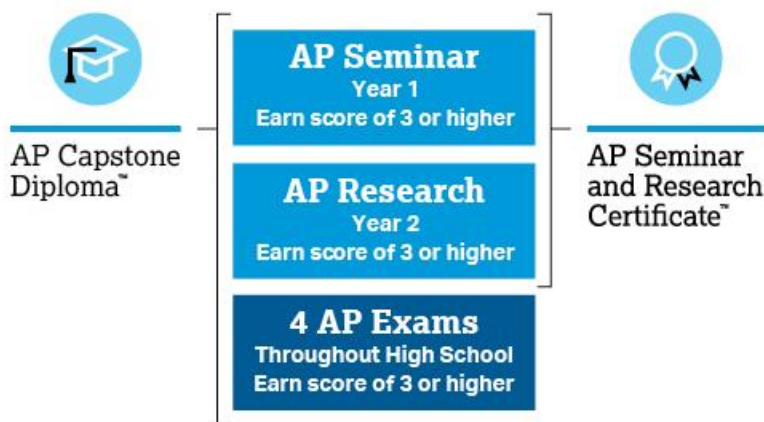 AP Capstone
Diploma™
AP Seminar
Year 1
Earn score of 3 or higher
AP Research
Year 2
Earn score of 3 or higher
4 AP Exams
Throughout High School
Earn score of 3 or higher
AP Seminar
and Research
Certificate™